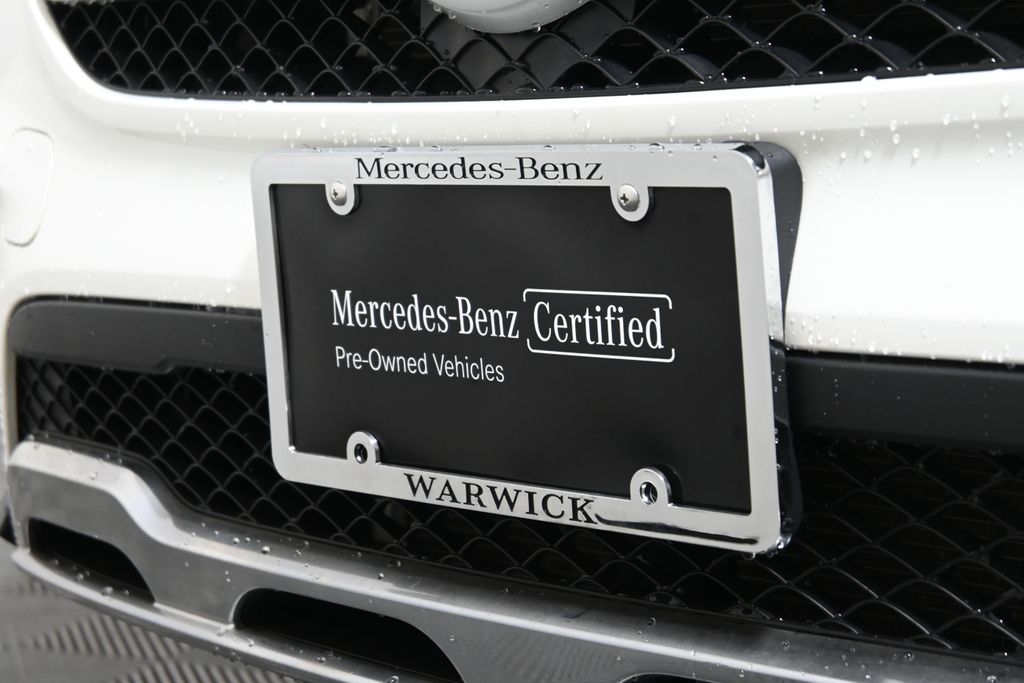 Mercedes-Benz
Mercedes-Benz Certified
Pre-Owned Vehicles
WARWICK